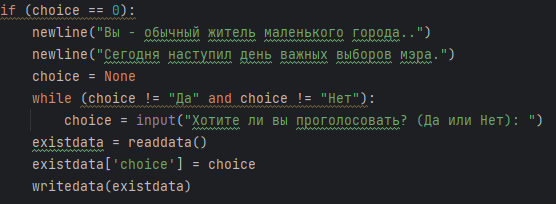 if (choice == 0):
newline("Вы - обычный житель маленького города..")
newline("Сегодня наступил день важных выборов мэра.")
choice = None
while (choice != "Да" and choice != "Нет"):
choice = input("Хотите ли вы проголосовать? (Да или Нет): ")
existdata = readdata()
existdata['choice'] = choice
writedata(existdata)